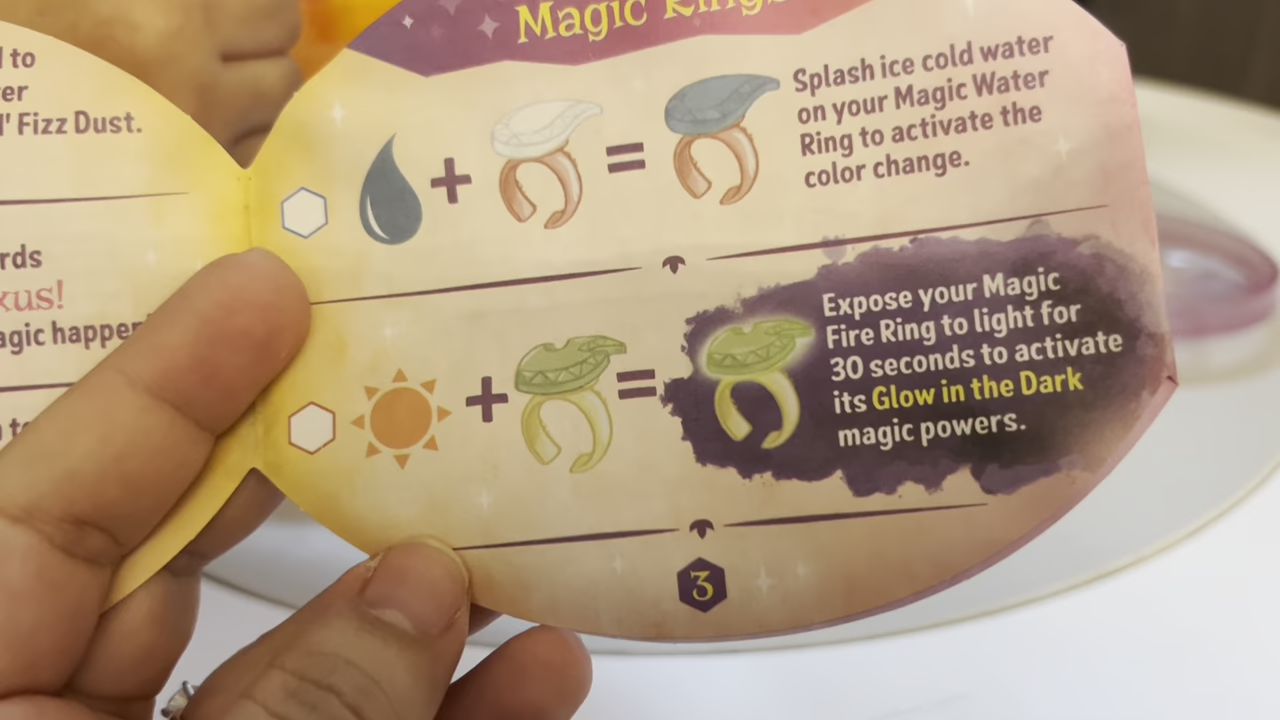 Magic Rings
to
er
' Fizz Dust.
rds
xus!
agic happen
Splash ice cold water
on your Magic Water
Ring to activate the
color change.
Expose your Magic
Fire Ring to light for
30 seconds to activate
its Glow in the Dark
magic powers.
3